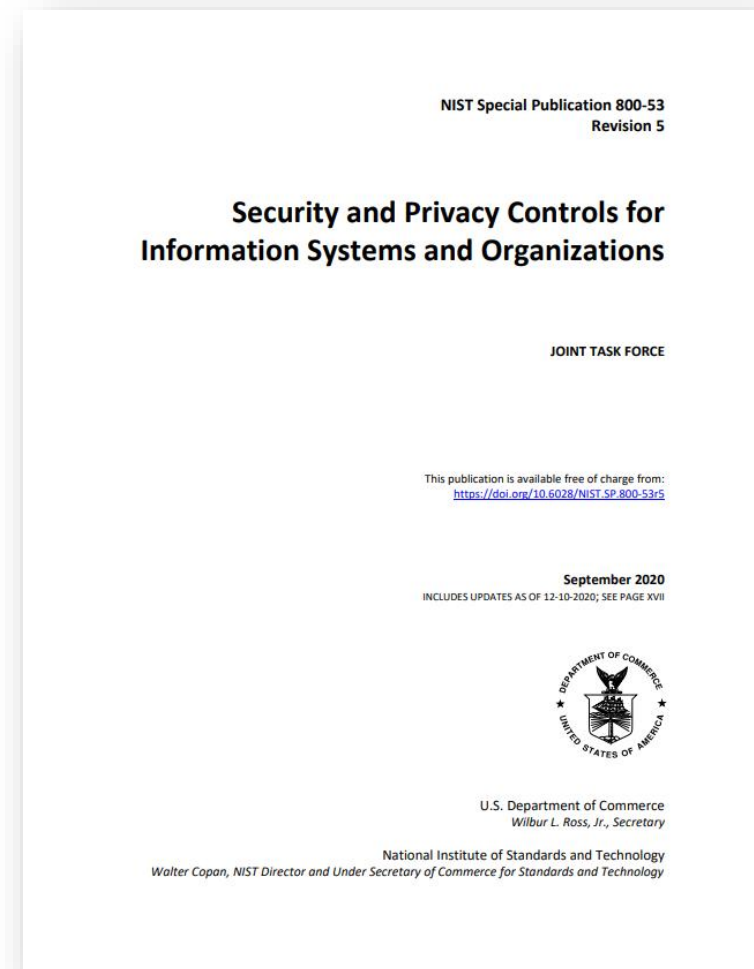 NIST Special Publication 800-53
Revision 5
Security and Privacy Controls for
Information Systems and Organizations
JOINT TASK FORCE
This publication is available free of charge from:
https://doi.org/10.6028/NIST.SP.800-53r5
September 2020
INCLUDES UPDATES AS OF 12-10-2020; SEE PAGE XVII
DEPARTMENT OF COMMERCE
UNITED STATES OF AMERICA
U.S. Department of Commerce
Wilbur L. Ross, Jr., Secretary
National Institute of Standards and Technology
Walter Copan, NIST Director and Under Secretary of Commerce for Standards and Technology